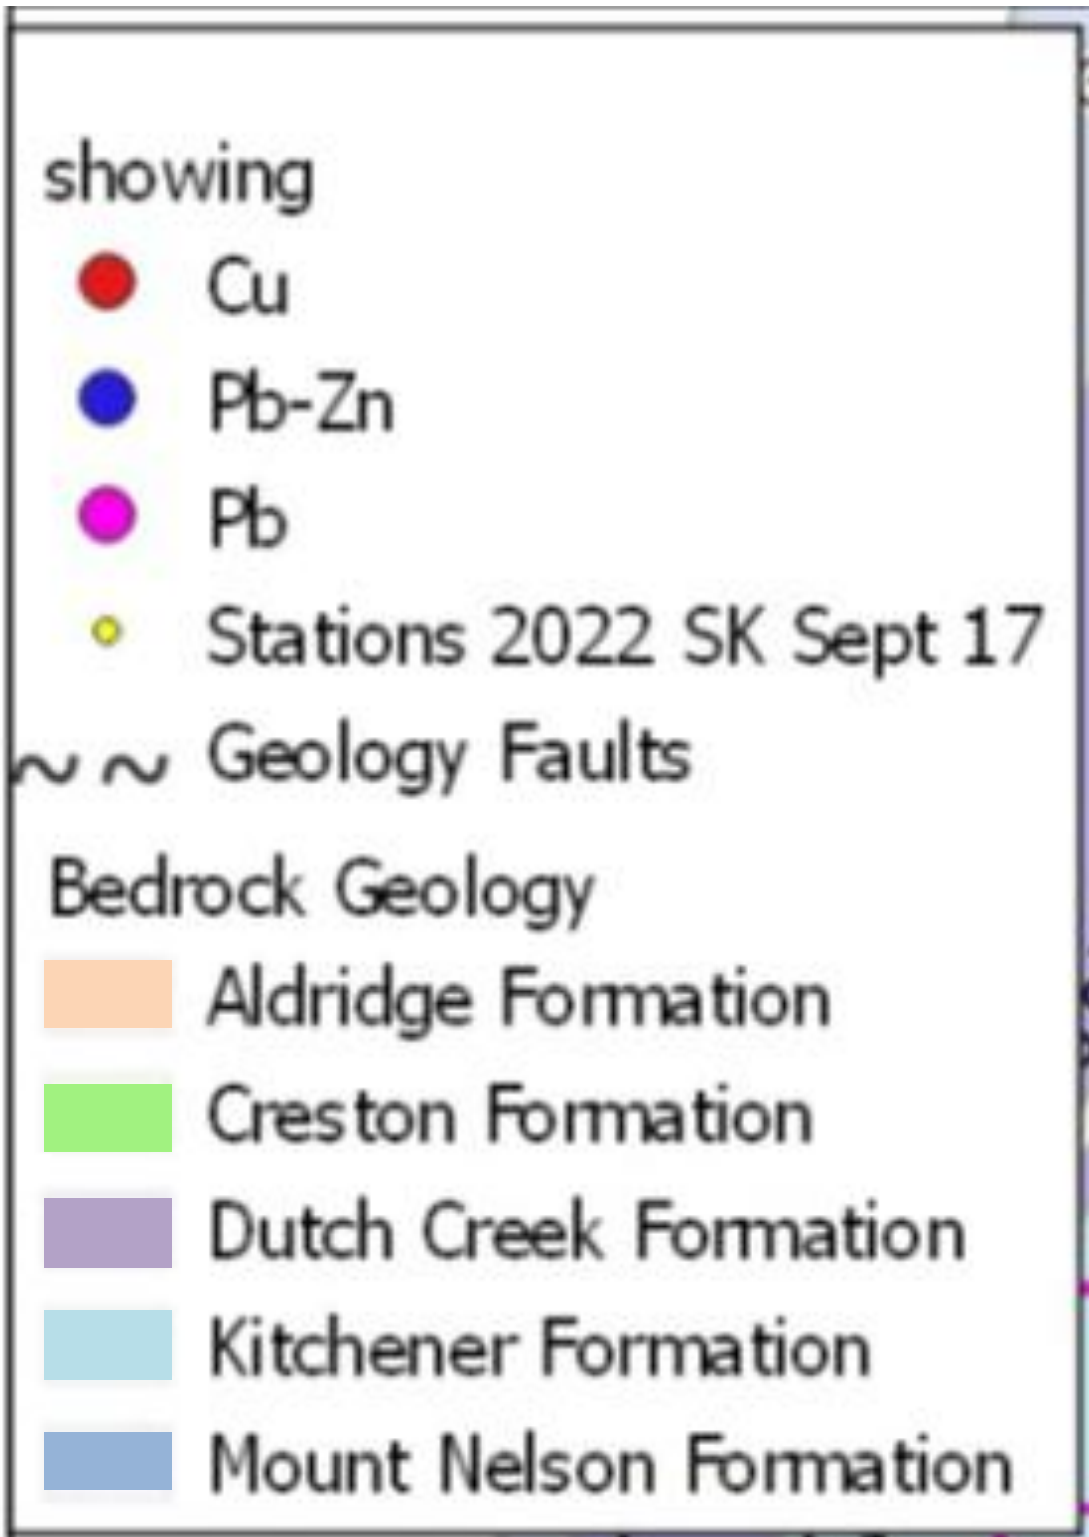 showing
Cu
Pb-Zn
Pb
Stations 2022 SK Sept 17
Geology Faults
Bedrock Geology
Aldridge Formation
Creston Formation
Dutch Creek Formation
Kitchener Formation
Mount Nelson Formation